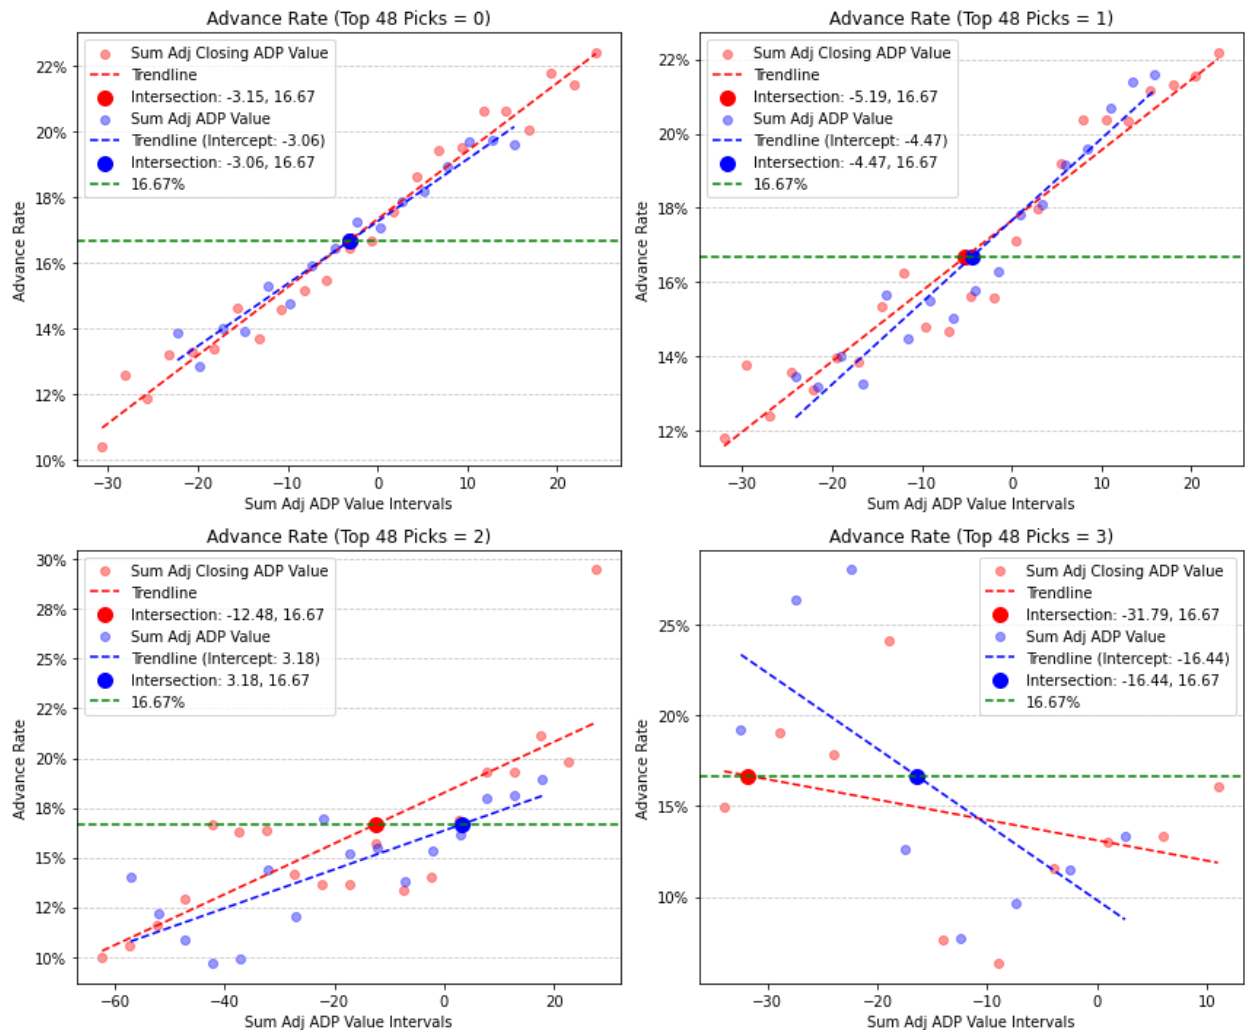 Advance Rate (Top 48 Picks = 0)
Sum Adj Closing ADP Value
Trendline
Intersection: -3.15, 16.67
Sum Adj ADP Value
Trendline (Intercept: -3.06)
Intersection: -3.06, 16.67
16.67%
22%
20%
18%
16%
14%
12%
10%
Advance Rate
−30
−20
−10
0
10
20
Sum Adj ADP Value Intervals
Advance Rate (Top 48 Picks = 1)
Sum Adj Closing ADP Value
Trendline
Intersection: -5.19, 16.67
Sum Adj ADP Value
Trendline (Intercept: -4.47)
Intersection: -4.47, 16.67
16.67%
22%
20%
18%
16%
14%
12%
Advance Rate
−30
−20
−10
0
10
20
Sum Adj ADP Value Intervals
Advance Rate (Top 48 Picks = 2)
Sum Adj Closing ADP Value
Trendline
Intersection: -12.48, 16.67
Sum Adj ADP Value
Trendline (Intercept: 3.18)
Intersection: 3.18, 16.67
16.67%
30%
28%
25%
22%
20%
18%
15%
12%
10%
Advance Rate
−60
−40
−20
0
20
Sum Adj ADP Value Intervals
Advance Rate (Top 48 Picks = 3)
Sum Adj Closing ADP Value
Trendline
Intersection: -31.79, 16.67
Sum Adj ADP Value
Trendline (Intercept: -16.44)
Intersection: -16.44, 16.67
16.67%
25%
20%
15%
10%
Advance Rate
−30
−20
−10
0
10
Sum Adj ADP Value Intervals